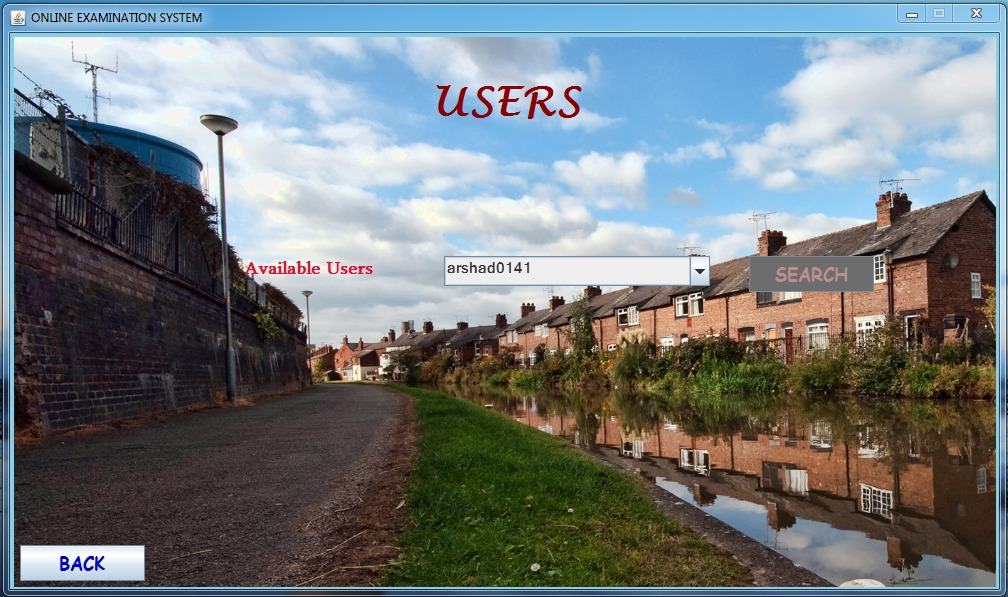 ONLINE EXAMINATION SYSTEM
USERS
Available Users
arshad0141
SEARCH
BACK